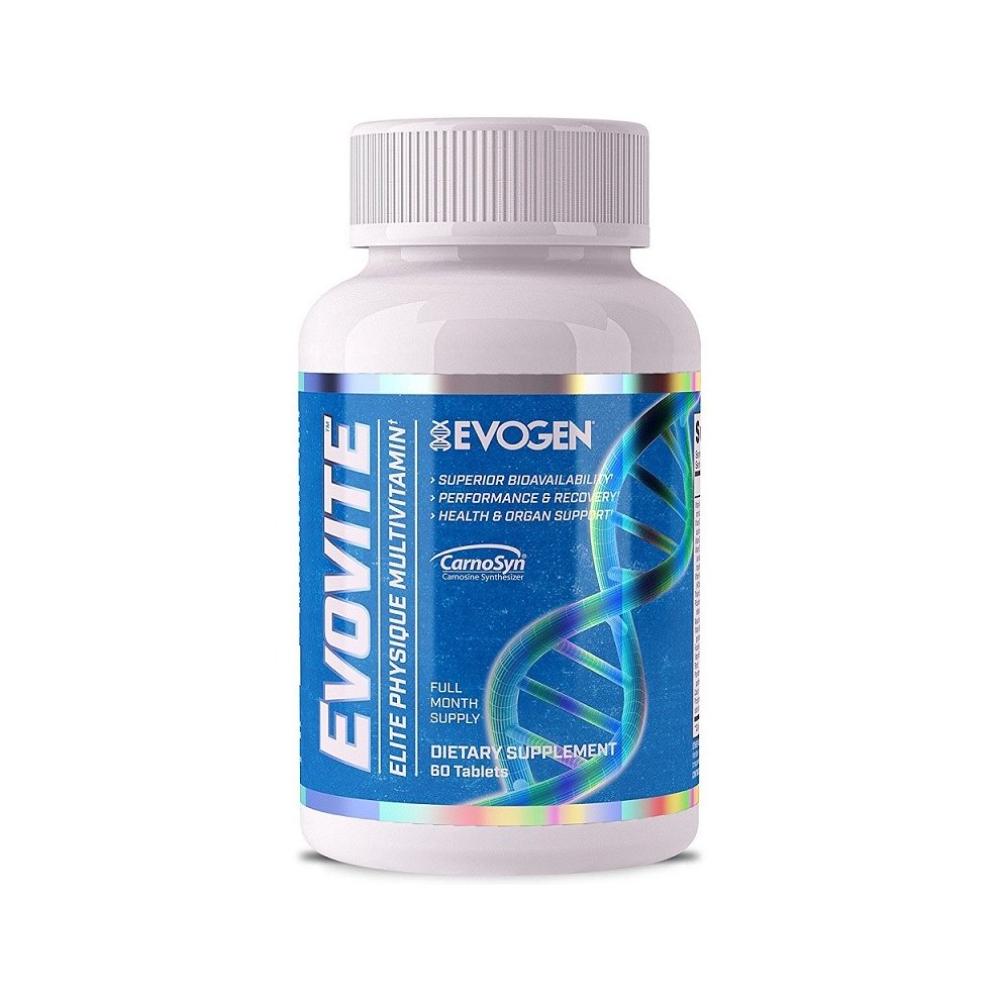 EVOVITE™
ELITE PHYSIQUE MULTIVITAMIN†
EVOGEN
› SUPERIOR BIOAVAILABILITY†
› PERFORMANCE & RECOVERY†
› HEALTH & ORGAN SUPPORT†
CarnoSyn®
Carnosine Synthesizer
FULL
MONTH
SUPPLY
DIETARY SUPPLEMENT
60 Tablets